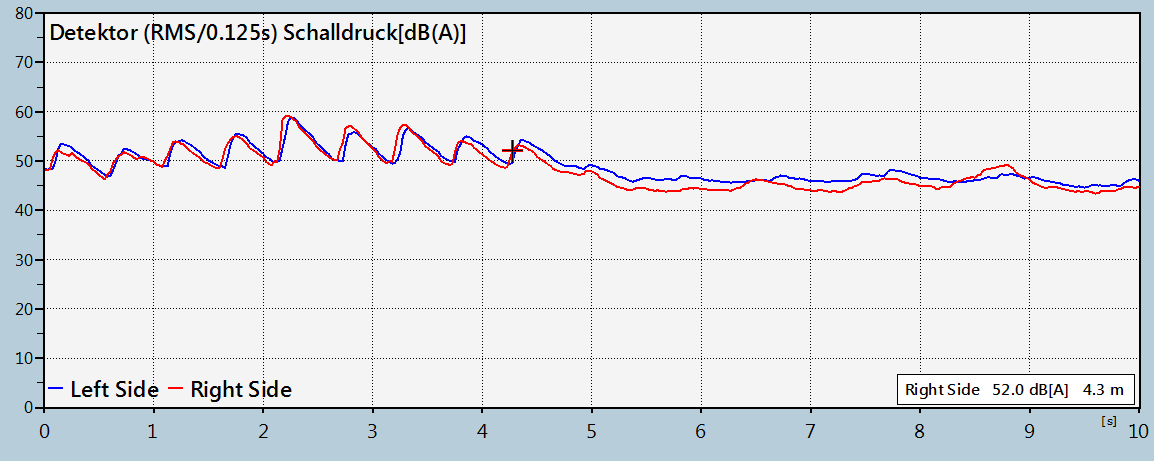 Detektor (RMS/0.125s) Schalldruck[dB(A)]
80
70
60
50
40
30
20
10
0
Left Side Right Side
Right Side 52.0 dB[A] 4.3 m
[s]
0 1 2 3 4 5 6 7 8 9 10